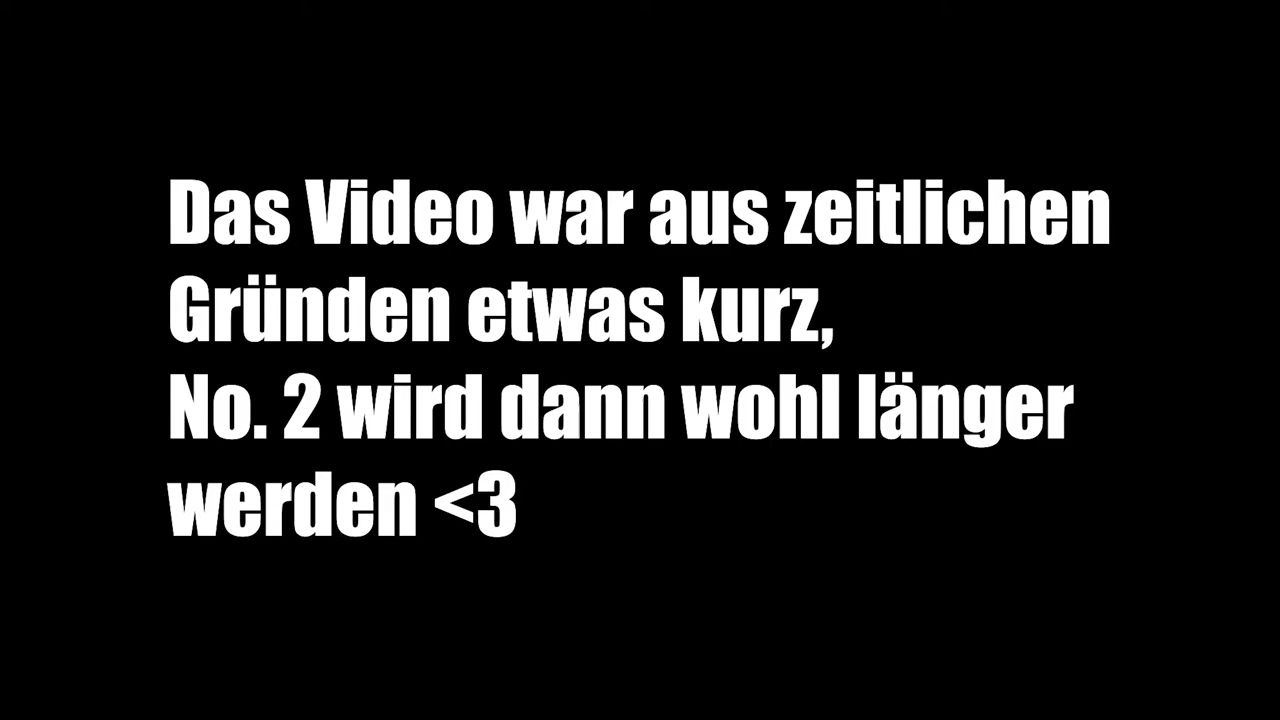 Das Video war aus zeitlichen
Gründen etwas kurz,
No. 2 wird dann wohl länger
werden <3